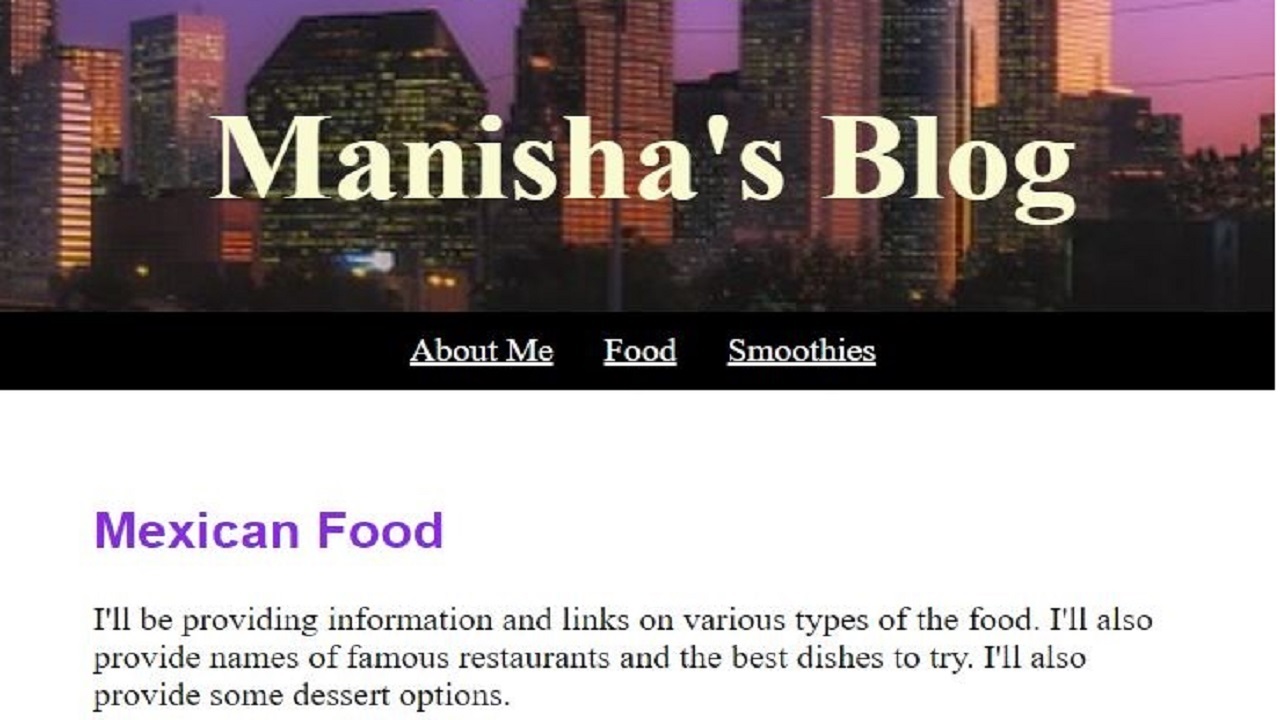 Manisha's Blog
About Me Food Smoothies
Mexican Food
I'll be providing information and links on various types of the food. I'll also
provide names of famous restaurants and the best dishes to try. I'll also
provide some dessert options.